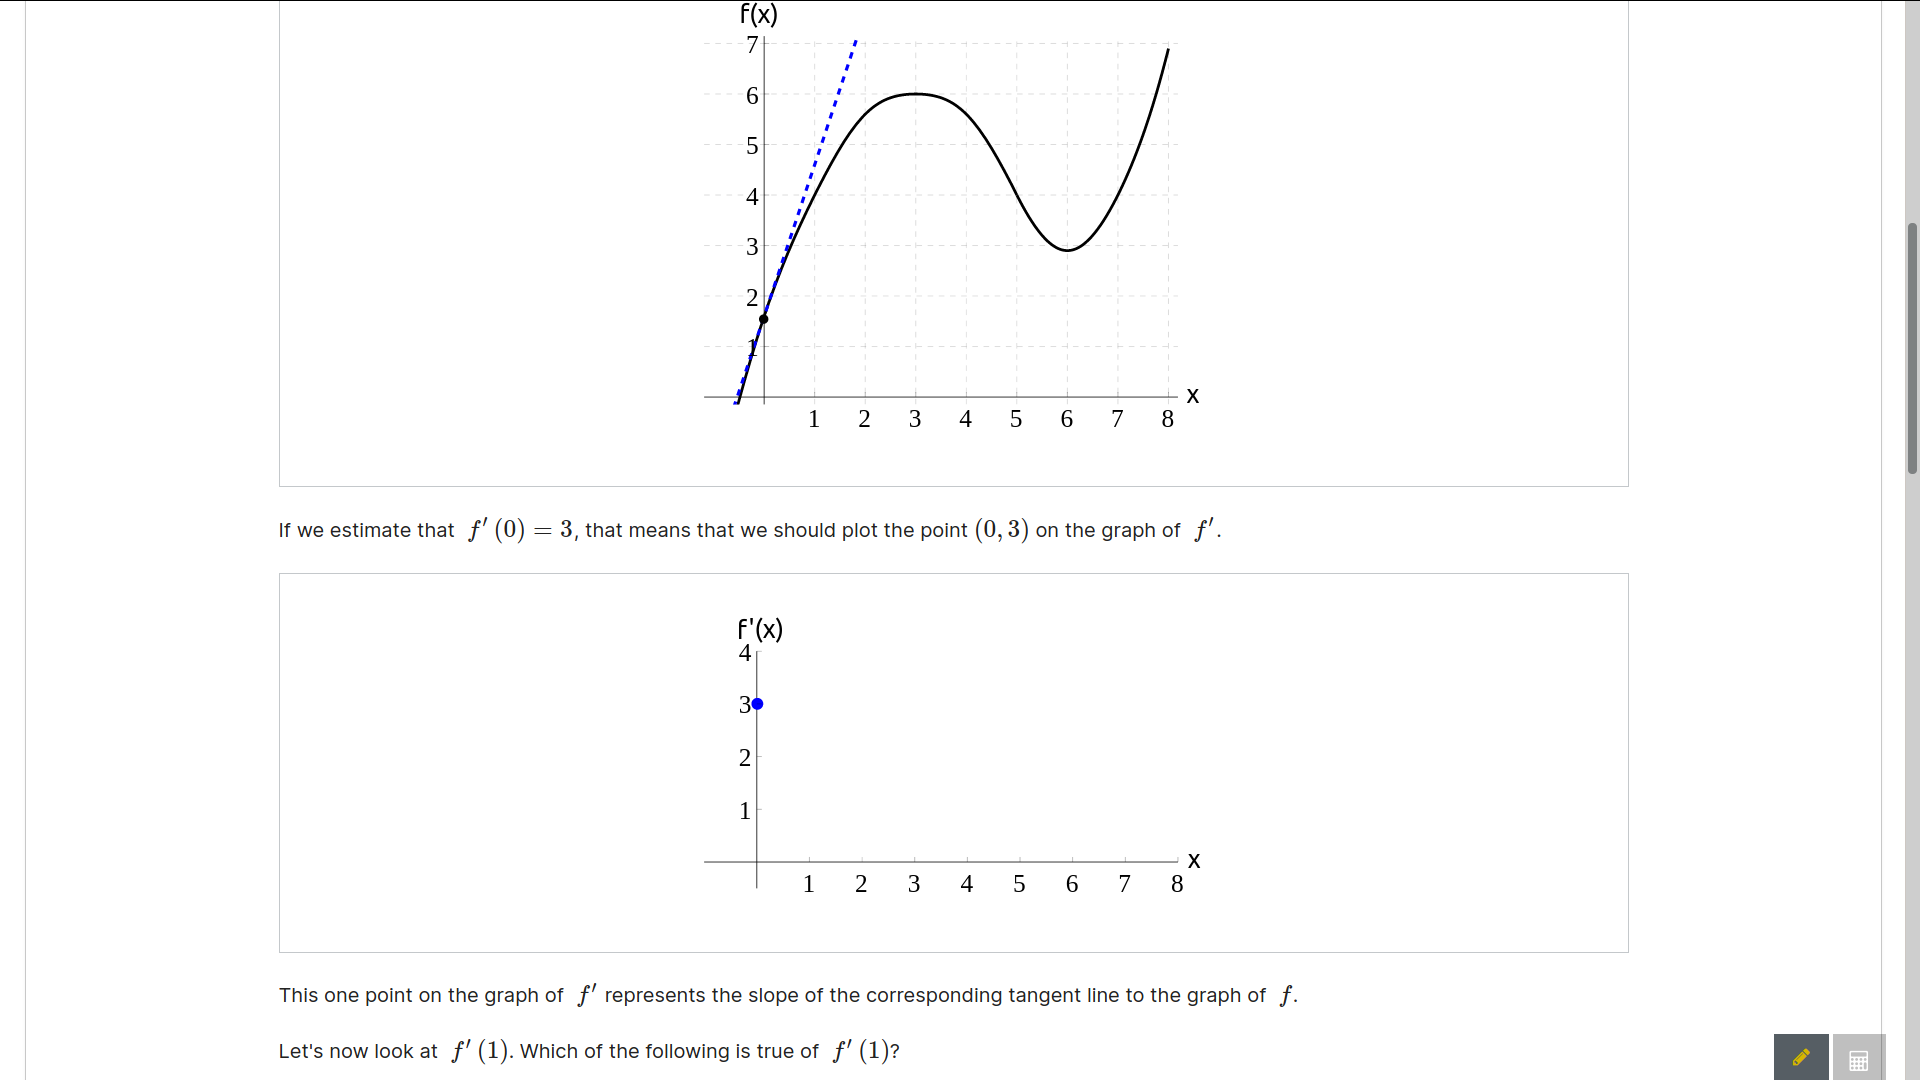 f(x)
7
6
5
4
3
2
1
x
1 2 3 4 5 6 7 8
If we estimate that f′ (0) = 3, that means that we should plot the point (0, 3) on the graph of f′.
f'(x)
4
3
2
1
x
1 2 3 4 5 6 7 8
This one point on the graph of f′ represents the slope of the corresponding tangent line to the graph of f.
Let's now look at f′ (1). Which of the following is true of f′ (1)?